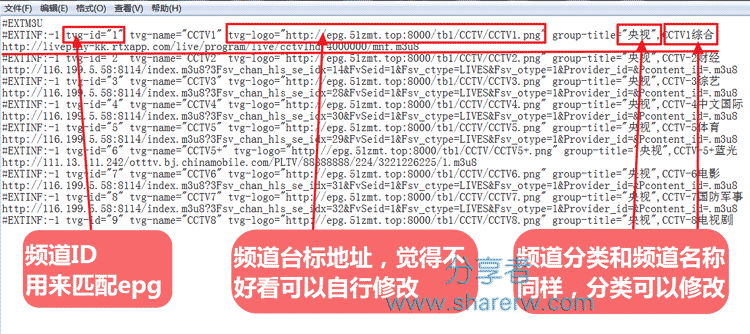 文件(F) 编辑(E) 格式(O) 查看(V) 帮助(H)
#EXTM3U
#EXTINF:-1 tvg-id="1" tvg-name="CCTV1" tvg-logo="http://epg.51zmt.top:8000/tb1/CCTV/CCTV1.png" group-title="央视",CCTV1综合
http://liveplay-kk.rtxapp.com/live/program/live/cctv1hd/4000000/mnf.m3u8
#EXTINF:-1 tvg-id="2" tvg-name="CCTV2" tvg-logo="http://epg.51zmt.top:8000/tb1/CCTV/CCTV2.png" group-title="央视",CCTV-2财经
http://116.199.5.58:8114/index.m3u8?3Fsv_chan_hls_se_idx=14&FvSeid=1&Fsv_ctype=LIVES&Fsv_otype=1&Provider_id=&Pcontent_id=.m3u8
#EXTINF:-1 tvg-id="3" tvg-name="CCTV3" tvg-logo="http://epg.51zmt.top:8000/tb1/CCTV/CCTV3.png" group-title="央视",CCTV-3综艺
http://116.199.5.58:8114/index.m3u8?3Fsv_chan_hls_se_idx=28&FvSeid=1&Fsv_ctype=LIVES&Fsv_otype=1&Provider_id=&Pcontent_id=.m3u8
#EXTINF:-1 tvg-id="4" tvg-name="CCTV4" tvg-logo="http://epg.51zmt.top:8000/tb1/CCTV/CCTV4.png" group-title="央视",CCTV-4中文国际
http://116.199.5.58:8114/index.m3u8?3Fsv_chan_hls_se_idx=30&FvSeid=1&Fsv_ctype=LIVES&Fsv_otype=1&Provider_id=&Pcontent_id=.m3u8
#EXTINF:-1 tvg-id="5" tvg-name="CCTV5" tvg-logo="http://epg.51zmt.top:8000/tb1/CCTV/CCTV5.png" group-title="央视",CCTV-5体育
http://116.199.5.58:8114/index.m3u8?3Fsv_chan_hls_se_idx=29&FvSeid=1&Fsv_ctype=LIVES&Fsv_otype=1&Provider_id=&Pcontent_id=.m3u8
#EXTINF:-1 tvg-id="6" tvg-name="CCTV5+" tvg-logo="http://epg.51zmt.top:8000/tb1/CCTV/CCTV5+.png" group-title="央视",CCTV-5+蓝光
http://111.13.111.242/otttv.bj.chinamobile.com/PLTV/88888888/224/3221226225/1.m3u8
#EXTINF:-1 tvg-id="7" tvg-name="CCTV6" tvg-logo="http://epg.51zmt.top:8000/tb1/CCTV/CCTV6.png" group-title="央视",CCTV-6电影
http://116.199.5.58:8114/index.m3u8?3Fsv_chan_hls_se_idx=31&FvSeid=1&Fsv_ctype=LIVES&Fsv_otype=1&Provider_id=&Pcontent_id=.m3u8
#EXTINF:-1 tvg-id="8" tvg-name="CCTV7" tvg-logo="http://epg.51zmt.top:8000/tb1/CCTV/CCTV7.png" group-title="央视",CCTV-7国防军事
http://116.199.5.58:8114/index.m3u8?3Fsv_chan_hls_se_idx=32&FvSeid=1&Fsv_ctype=LIVES&Fsv_otype=1&Provider_id=&Pcontent_id=.m3u8
#EXTINF:-1 tvg-id="9" tvg-name="CCTV8" tvg-logo="http://epg.51zmt.top:8000/tb1/CCTV/CCTV8.png" group-title="央视",CCTV-8电视剧
频道ID
用来匹配epg
频道台标地址，觉得不
好看可以自行修改
频道分类和频道名称
同样，分类可以修改
分享者
www.sharerw.com